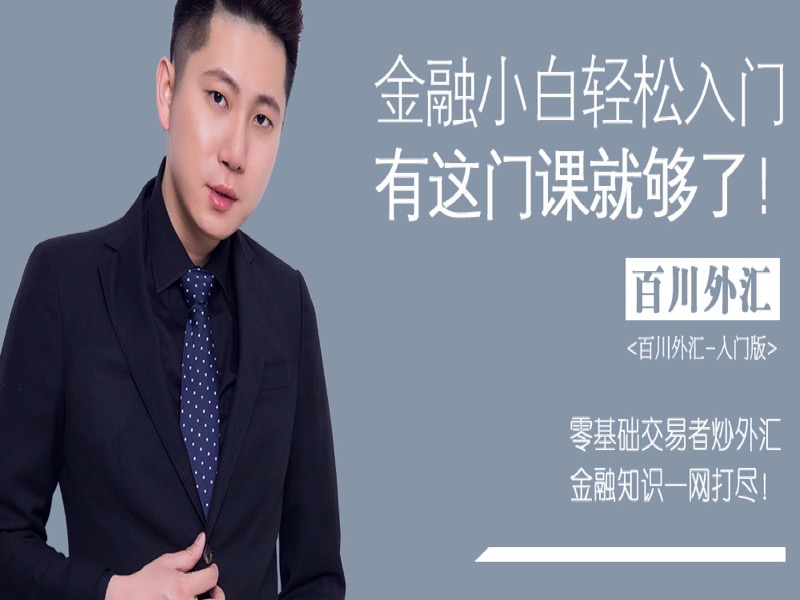 金融小白轻松入门
有这门课就够了！
百川外汇
<百川外汇-入门版>
零基础交易者炒外汇
金融知识一网打尽！